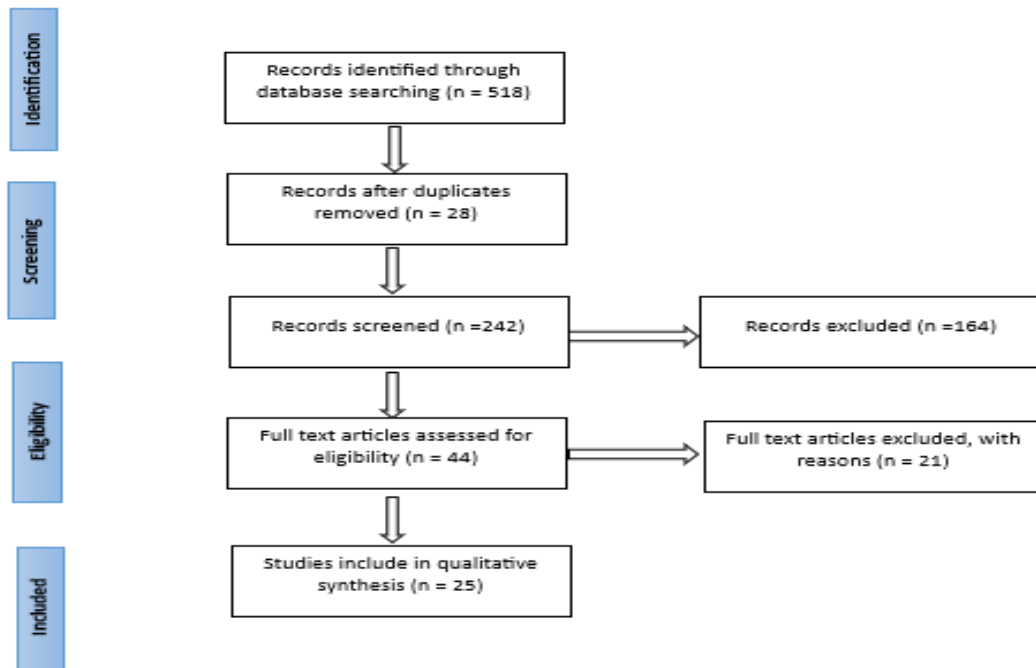 Identification
Records identified through
database searching (n = 518)
Records after duplicates
removed (n = 28)
Screening
Records screened (n =242)
Records excluded (n =164)
Eligibility
Full text articles assessed for
eligibility (n = 44)
Full text articles excluded, with
reasons (n = 21)
Included
Studies include in qualitative
synthesis (n = 25)